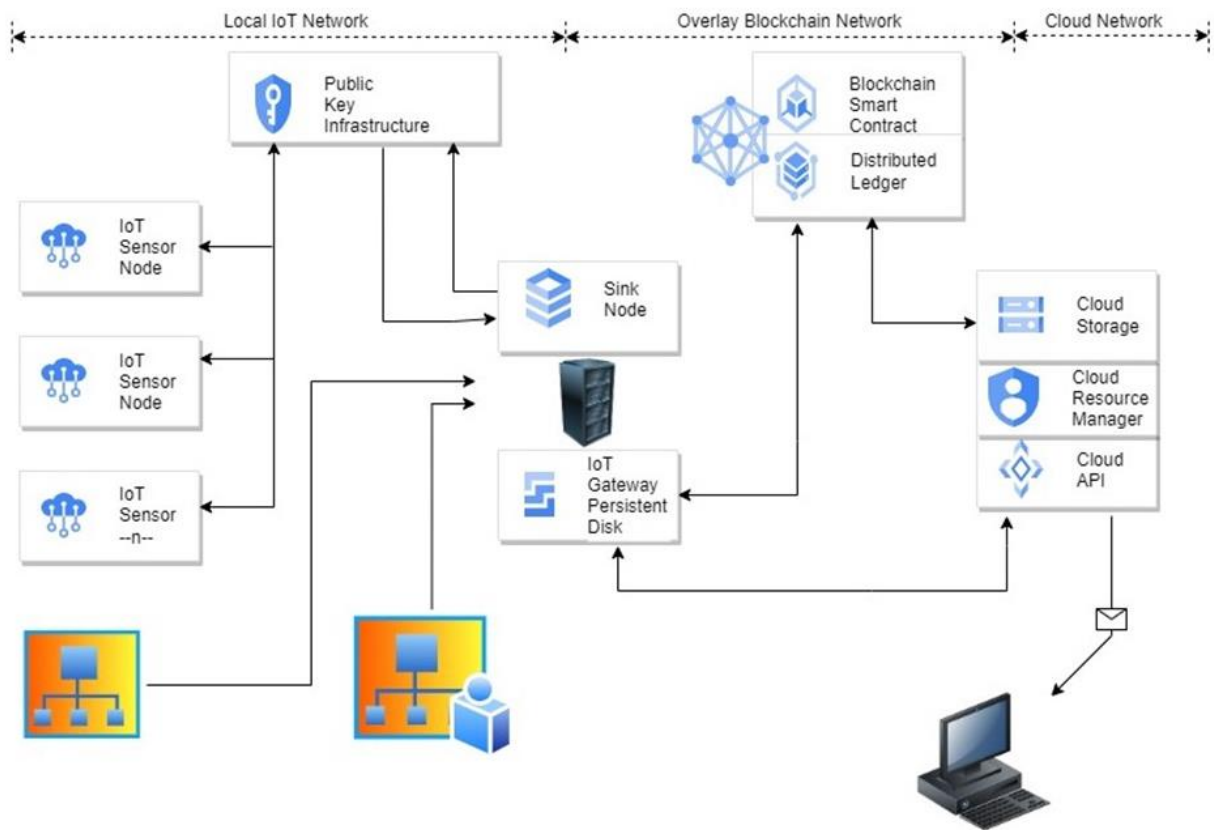 Local IoT Network
Overlay Blockchain Network
Cloud Network
Public
Key
Infrastructure
Blockchain
Smart
Contract
Distributed
Ledger
IoT
Sensor
Node
Sink
Node
Cloud
Storage
IoT
Sensor
Node
Cloud
Resource
Manager
IoT
Gateway
Persistent
Disk
Cloud
API
IoT
Sensor
--n--